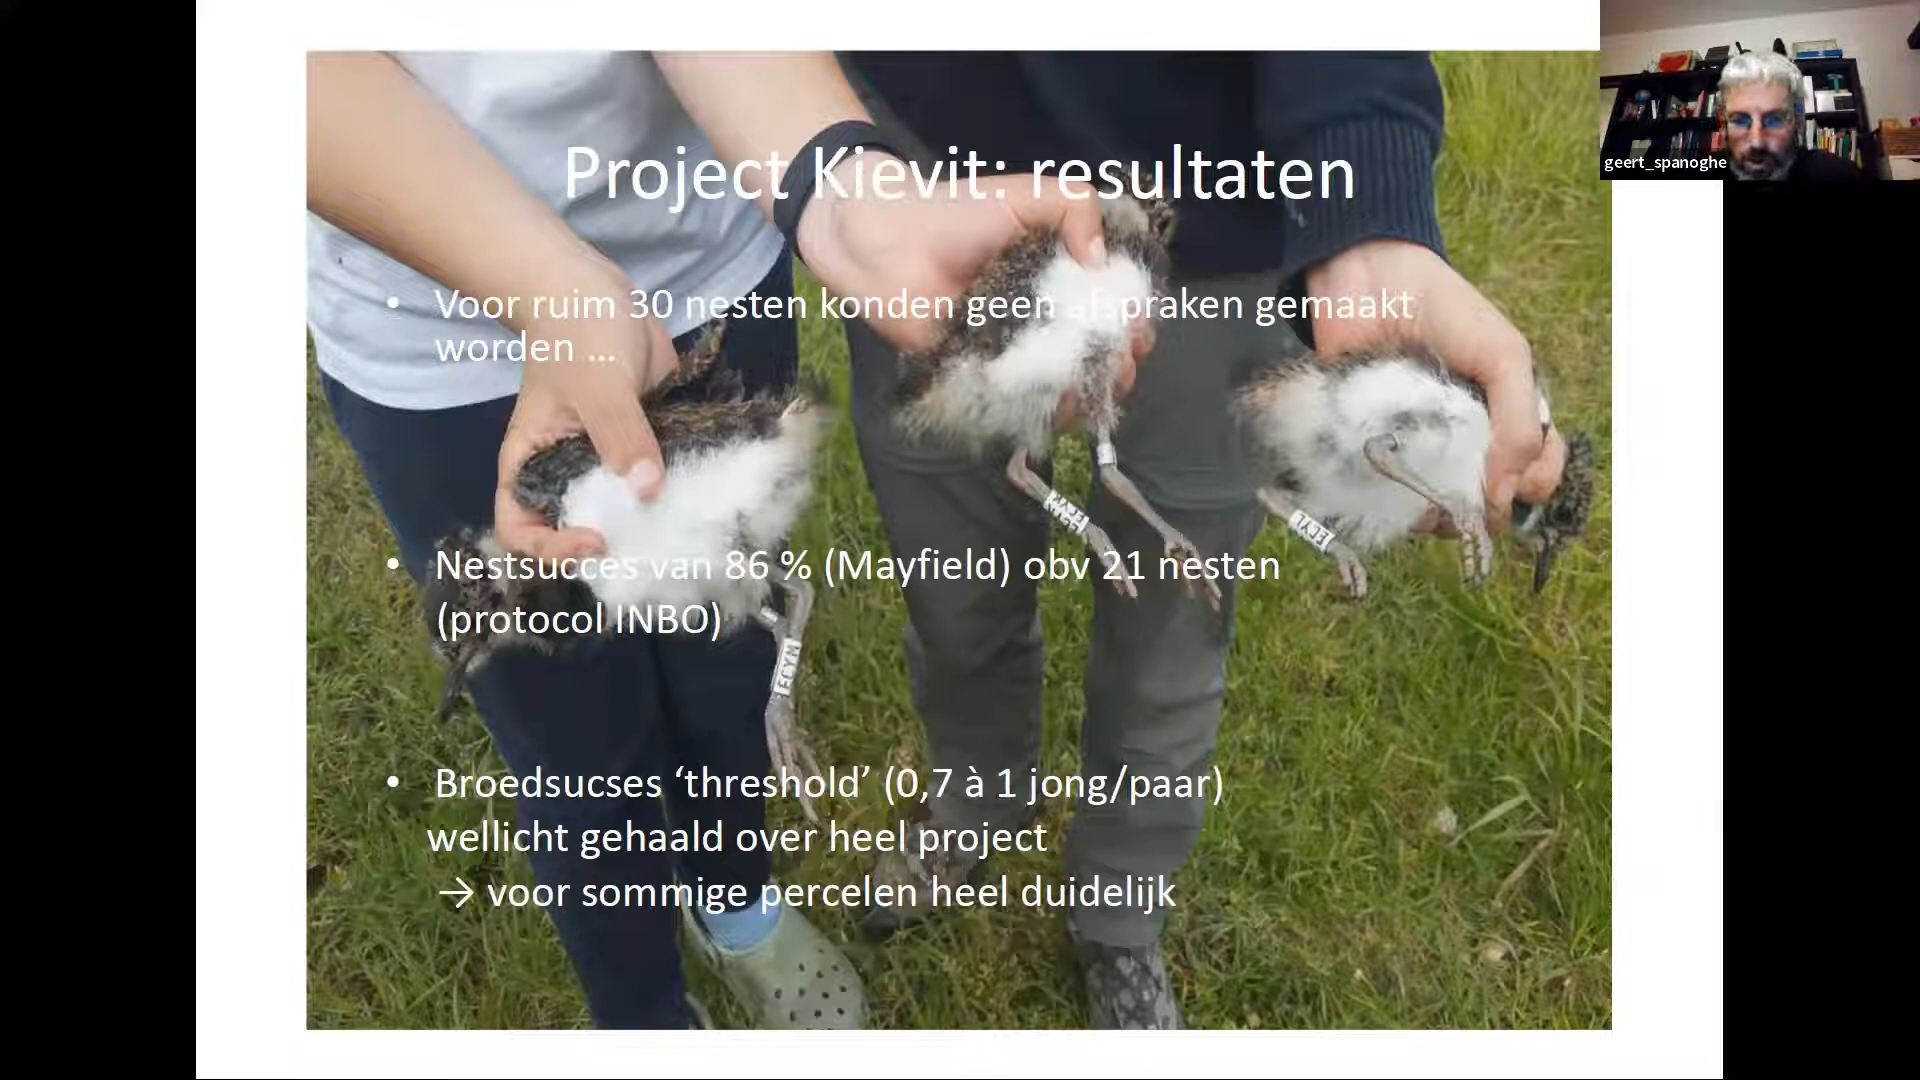 Project Kievit: resultaten
geert_spanoghe
• Voor ruim 30 nesten konden geen afspraken gemaakt
worden ...
• Nestsucces van 86 % (Mayfield) obv 21 nesten
(protocol INBO)
ECYM
ECYL
• Broedsucses ‘threshold’ (0,7 à 1 jong/paar)
wellicht gehaald over heel project
→ voor sommige percelen heel duidelijk